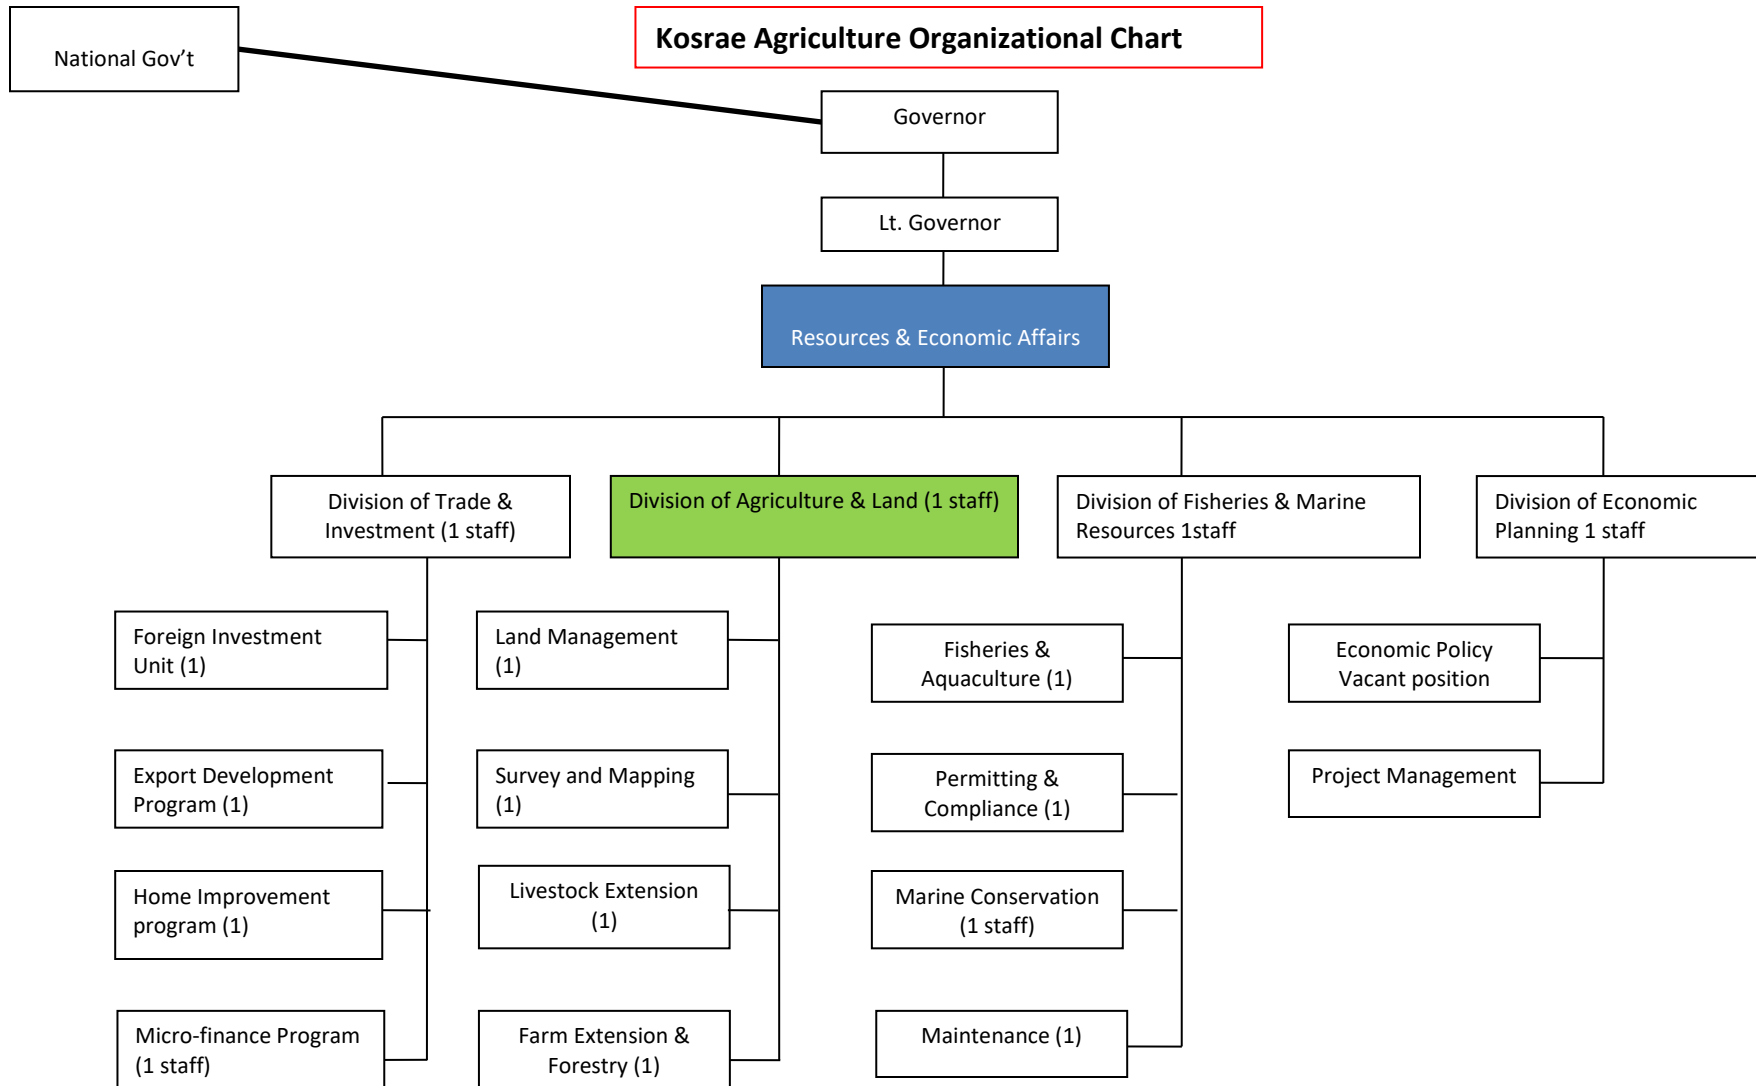 National Gov’t
Kosrae Agriculture Organizational Chart
Governor
Lt. Governor
Resources & Economic Affairs
Division of Trade &
Investment (1 staff)
Division of Agriculture & Land (1 staff)
Division of Fisheries & Marine
Resources 1staff
Division of Economic
Planning 1 staff
Foreign Investment
Unit (1)
Land Management
(1)
Fisheries &
Aquaculture (1)
Economic Policy
Vacant position
Export Development
Program (1)
Survey and Mapping
(1)
Permitting &
Compliance (1)
Project Management
Home Improvement
program (1)
Livestock Extension
(1)
Marine Conservation
(1 staff)
Micro-finance Program
(1 staff)
Farm Extension &
Forestry (1)
Maintenance (1)